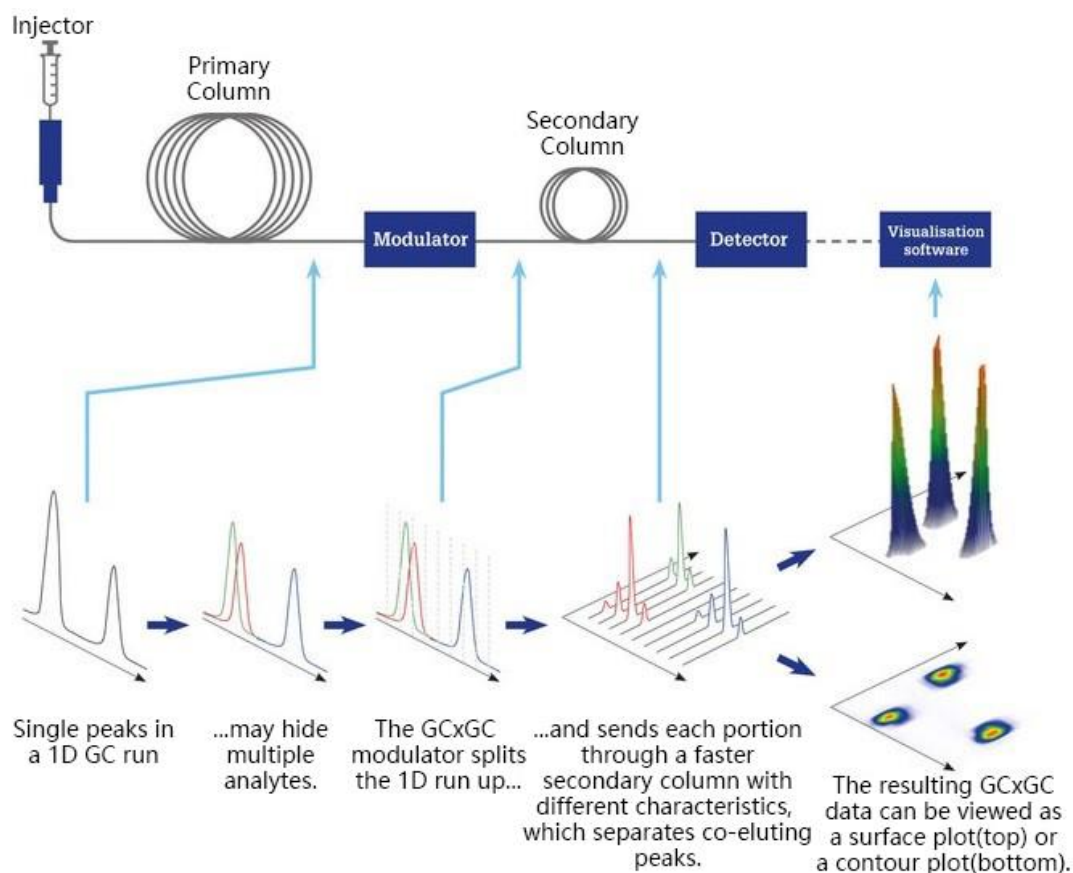 Injector
Primary
Column
Secondary
Column
Modulator
Detector
Visualisation
software
Single peaks in
a 1D GC run
...may hide
multiple
analytes.
The GCxGC
modulator splits
the 1D run up...
...and sends each portion
through a faster
secondary column with
different characteristics,
which separates co-eluting
peaks.
The resulting GCxGC
data can be viewed as
a surface plot(top) or
a contour plot(bottom).